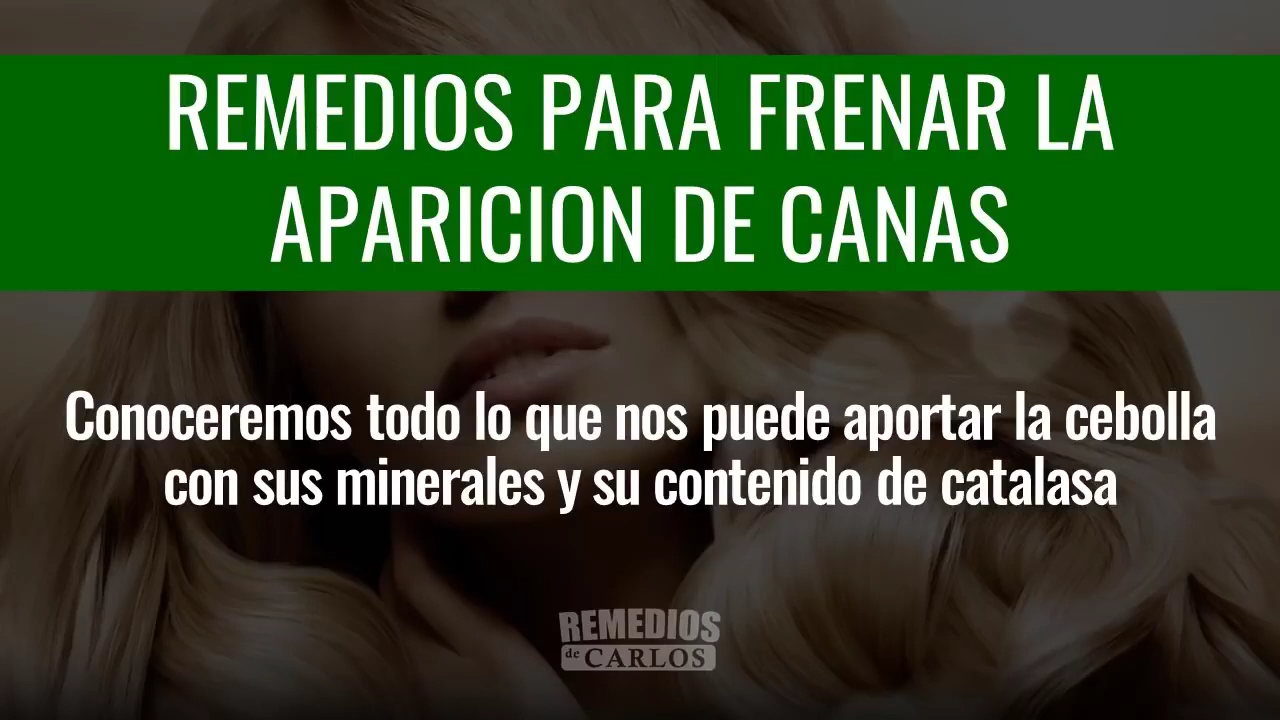 REMEDIOS PARA FRENAR LA
APARICION DE CANAS
Conoceremos todo lo que nos puede aportar la cebolla
con sus minerales y su contenido de catalasa
REMEDIOS
de CARLOS